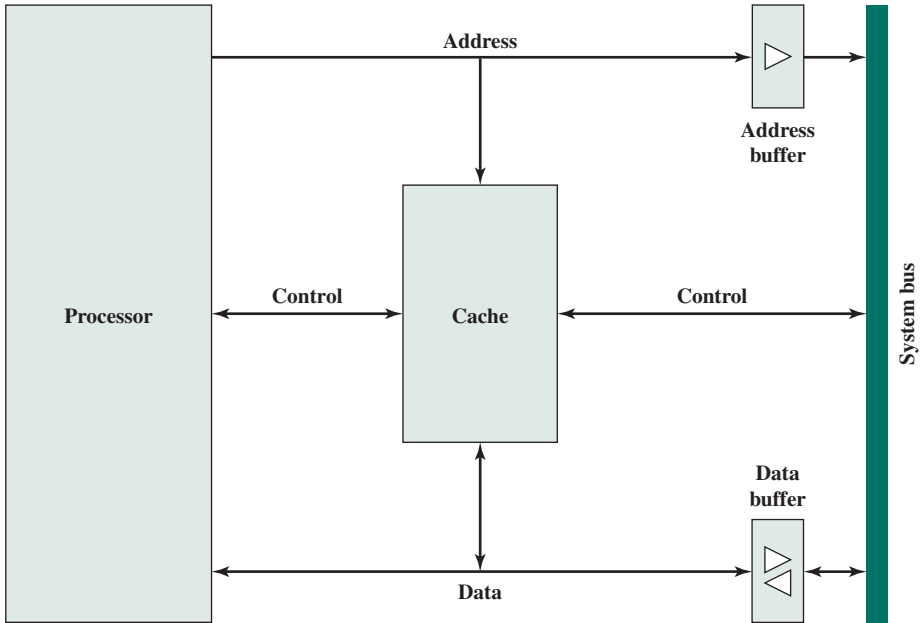 Address
Address
buffer
Processor
Control
Cache
Control
System bus
Data
buffer
Data